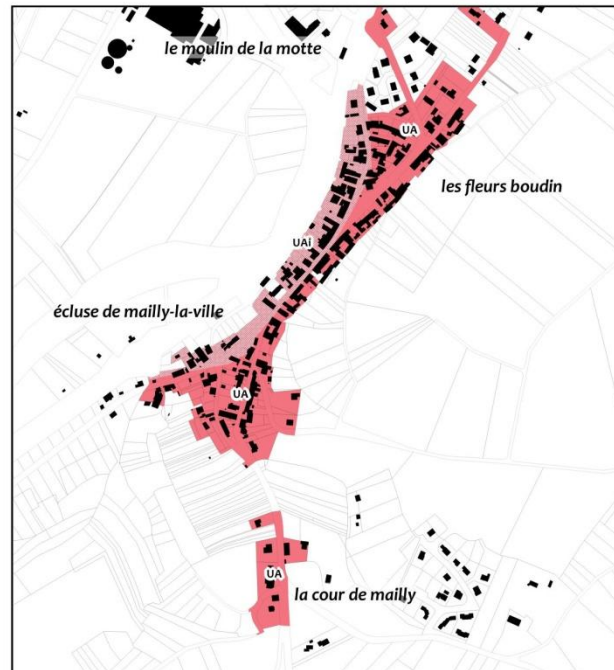 le moulin de la motte
UA
les fleurs boudin
UAi
écluse de mailly-la-ville
UA
UA
la cour de mailly